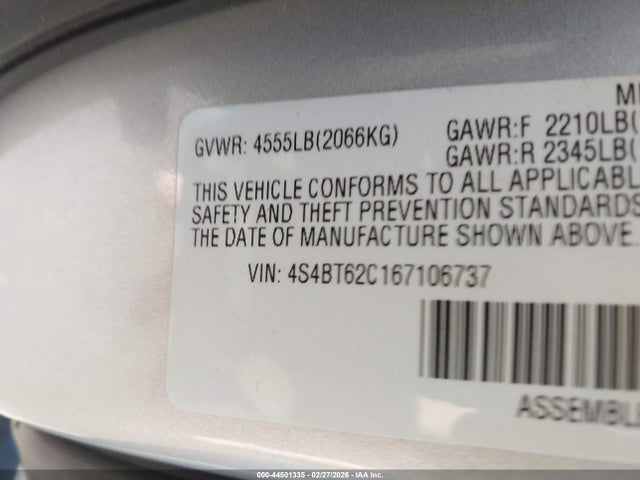 GVWR: 4555LB(2066KG)
GAWR:F 2210LB(
GAWR:R 2345LB(
THIS VEHICLE CONFORMS TO ALL APPLICABL
SAFETY AND THEFT PREVENTION STANDARDS
THE DATE OF MANUFACTURE SHOWN ABOVE
VIN: 4S4BT62C167106737
ASSEMBL
000-44501335 - 02/27/2026 - IAA Inc.